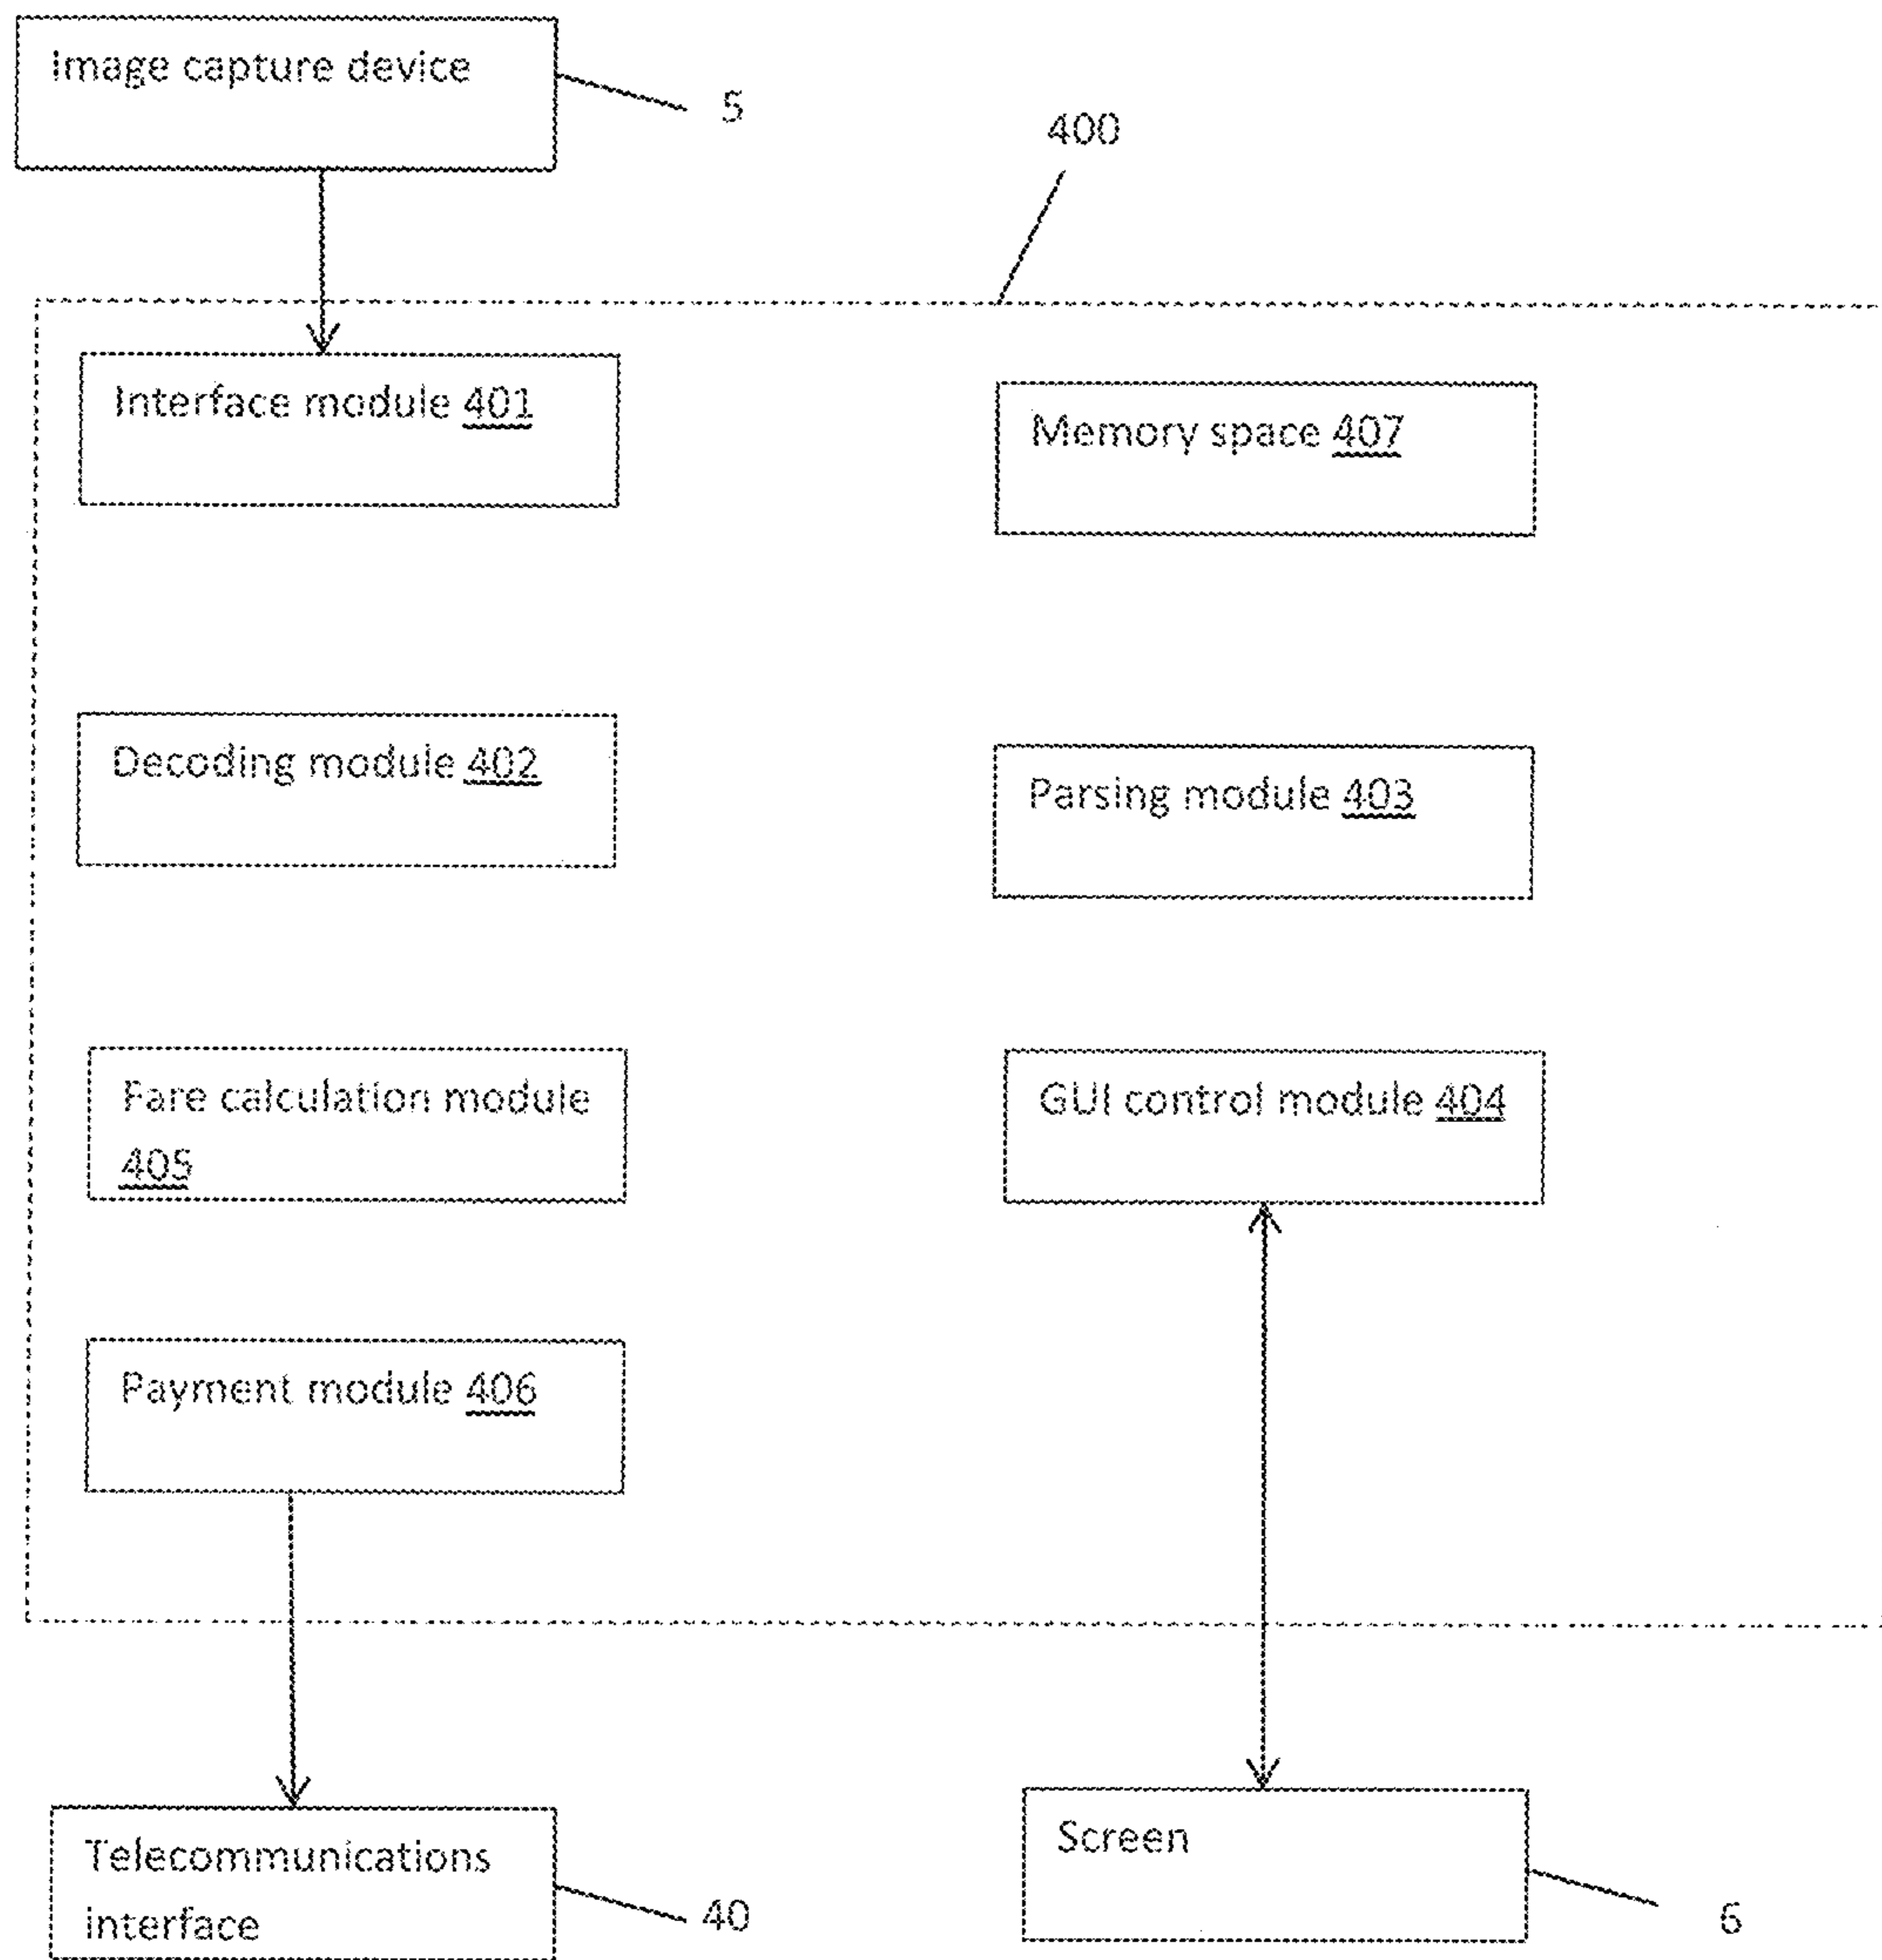 Image capture device
5
400
Interface module 401
Memory space 407
Decoding module 402
Parsing module 403
Fare calculation module
405
GUI control module 404
Payment module 406
Telecommunications
interface
40
Screen
6